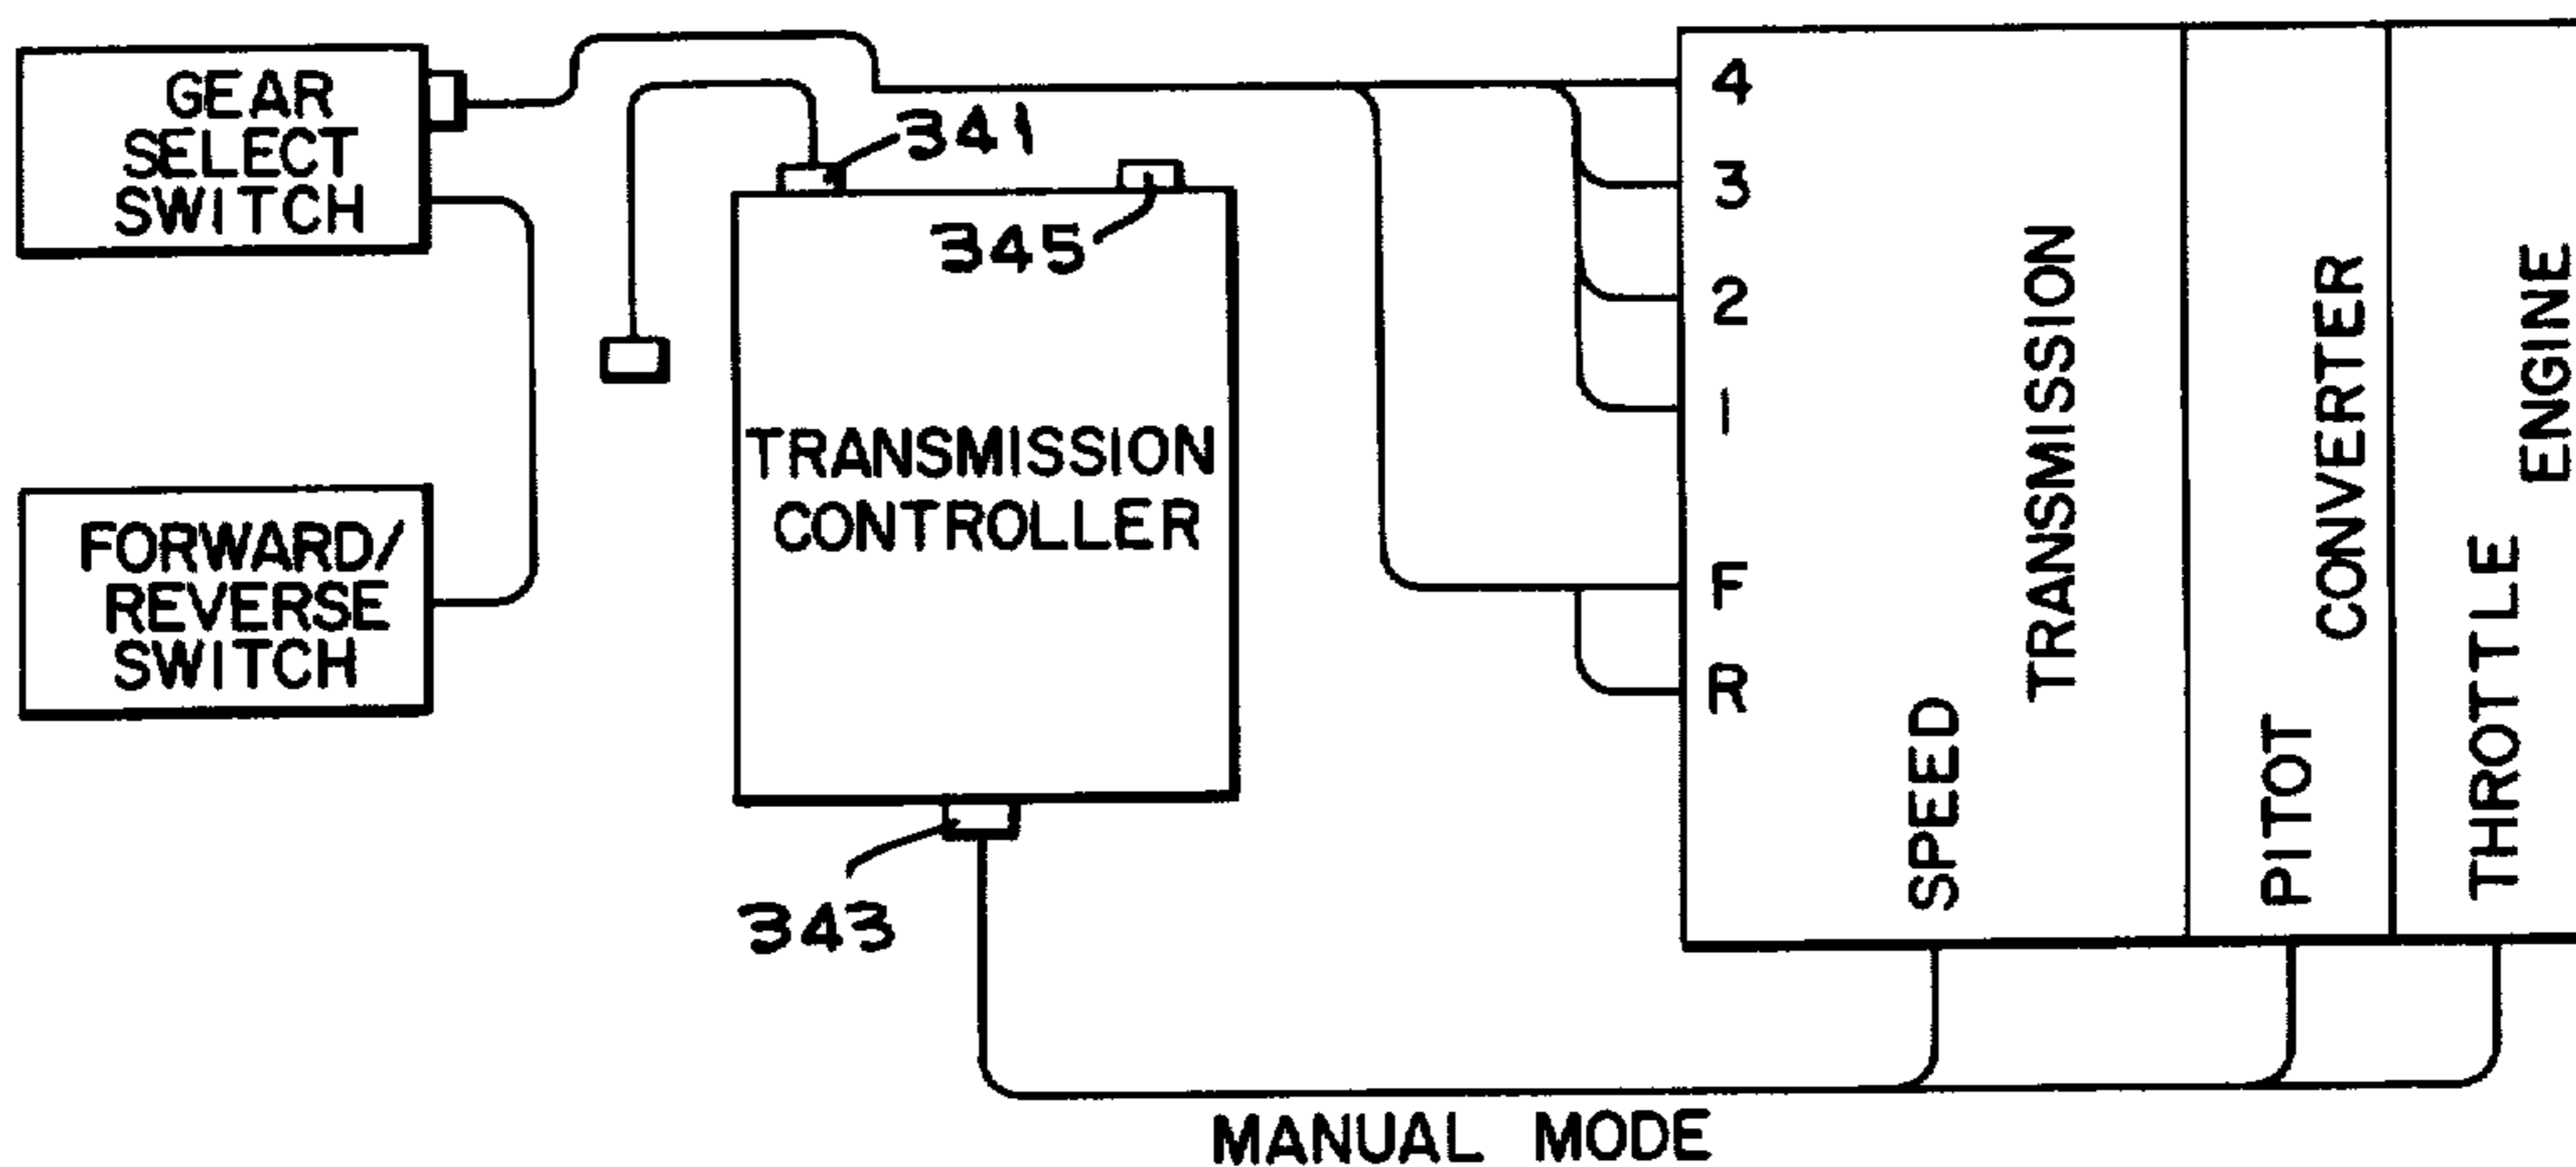 GEAR
SELECT
SWITCH
FORWARD/
REVERSE
SWITCH
341
345
TRANSMISSION
CONTROLLER
343
4
3
2
1
F
R
SPEED
TRANSMISSION
PITOT
CONVERTER
THROTTLE
ENGINE
MANUAL MODE